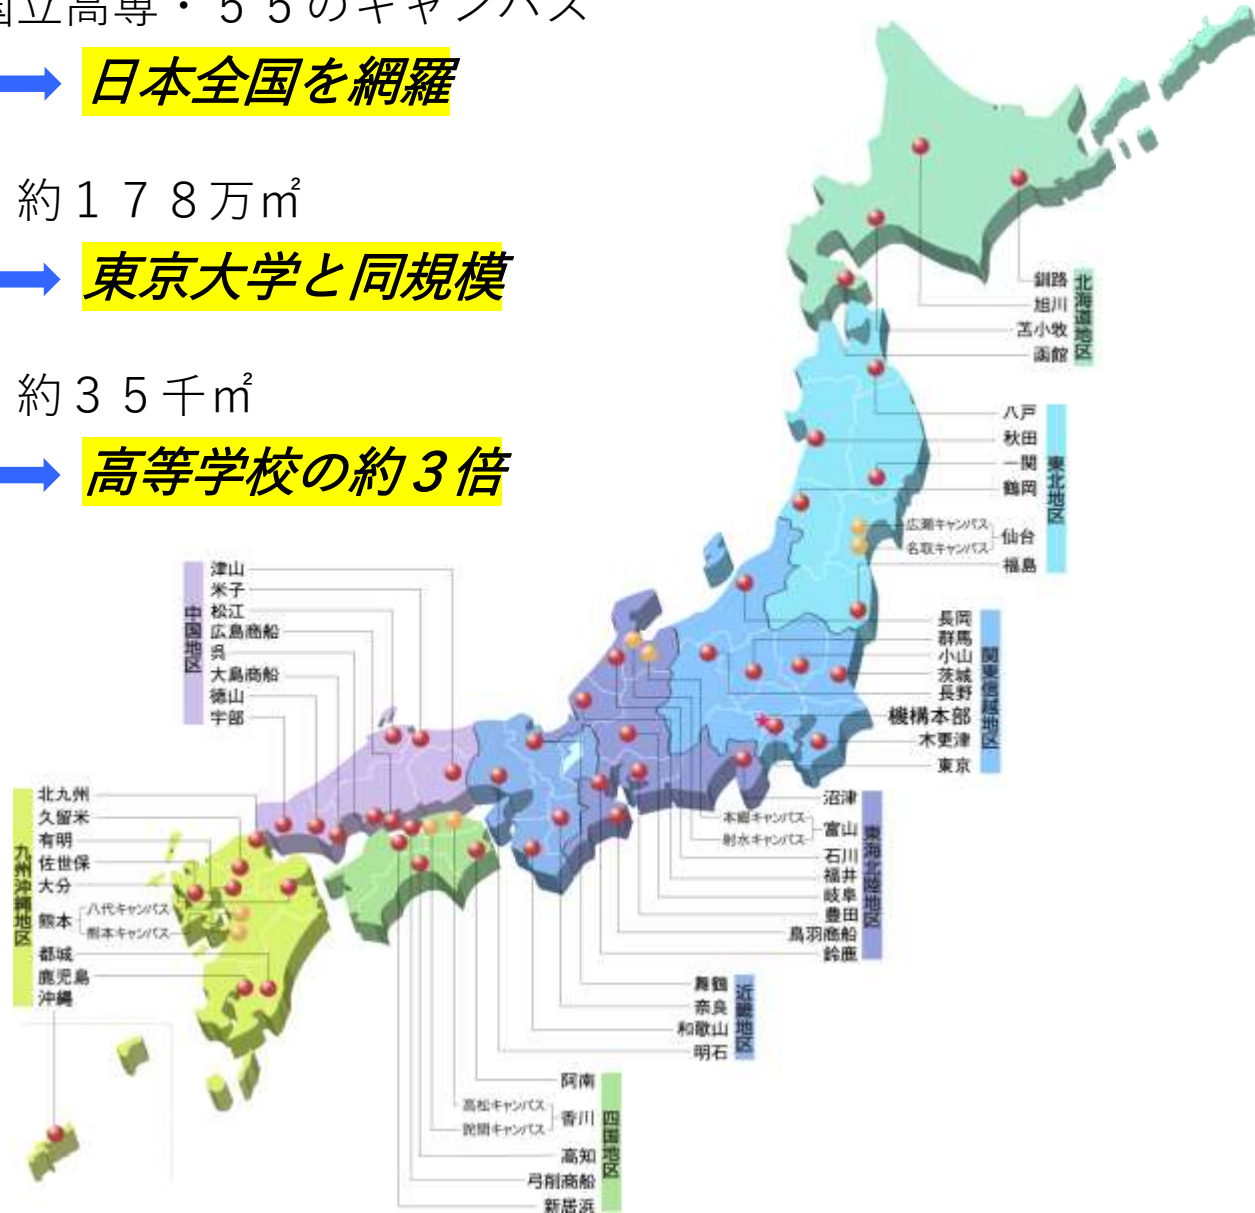 国立高専・５５のキャンパス
日本全国を網羅
約１７８万㎡
東京大学と同規模
約３５千㎡
高等学校の約３倍
北海道地区
釧路
旭川
苫小牧
函館
東北地区
八戸
秋田
一関
鶴岡
広瀬キャンパス
名取キャンパス
仙台
福島
関東信越地区
長岡
群馬
小山
茨城
長野
機構本部
木更津
東京
東海北陸地区
沼津
本郷キャンパス
射水キャンパス
富山
石川
福井
岐阜
豊田
鳥羽商船
鈴鹿
近畿地区
舞鶴
奈良
和歌山
明石
中国地区
津山
米子
松江
広島商船
呉
大島商船
徳山
宇部
四国地区
阿南
高松キャンパス
詫間キャンパス
香川
高知
弓削商船
新居浜
九州沖縄地区
北九州
久留米
有明
佐世保
大分
八代キャンパス
熊本キャンパス
熊本
都城
鹿児島
沖縄